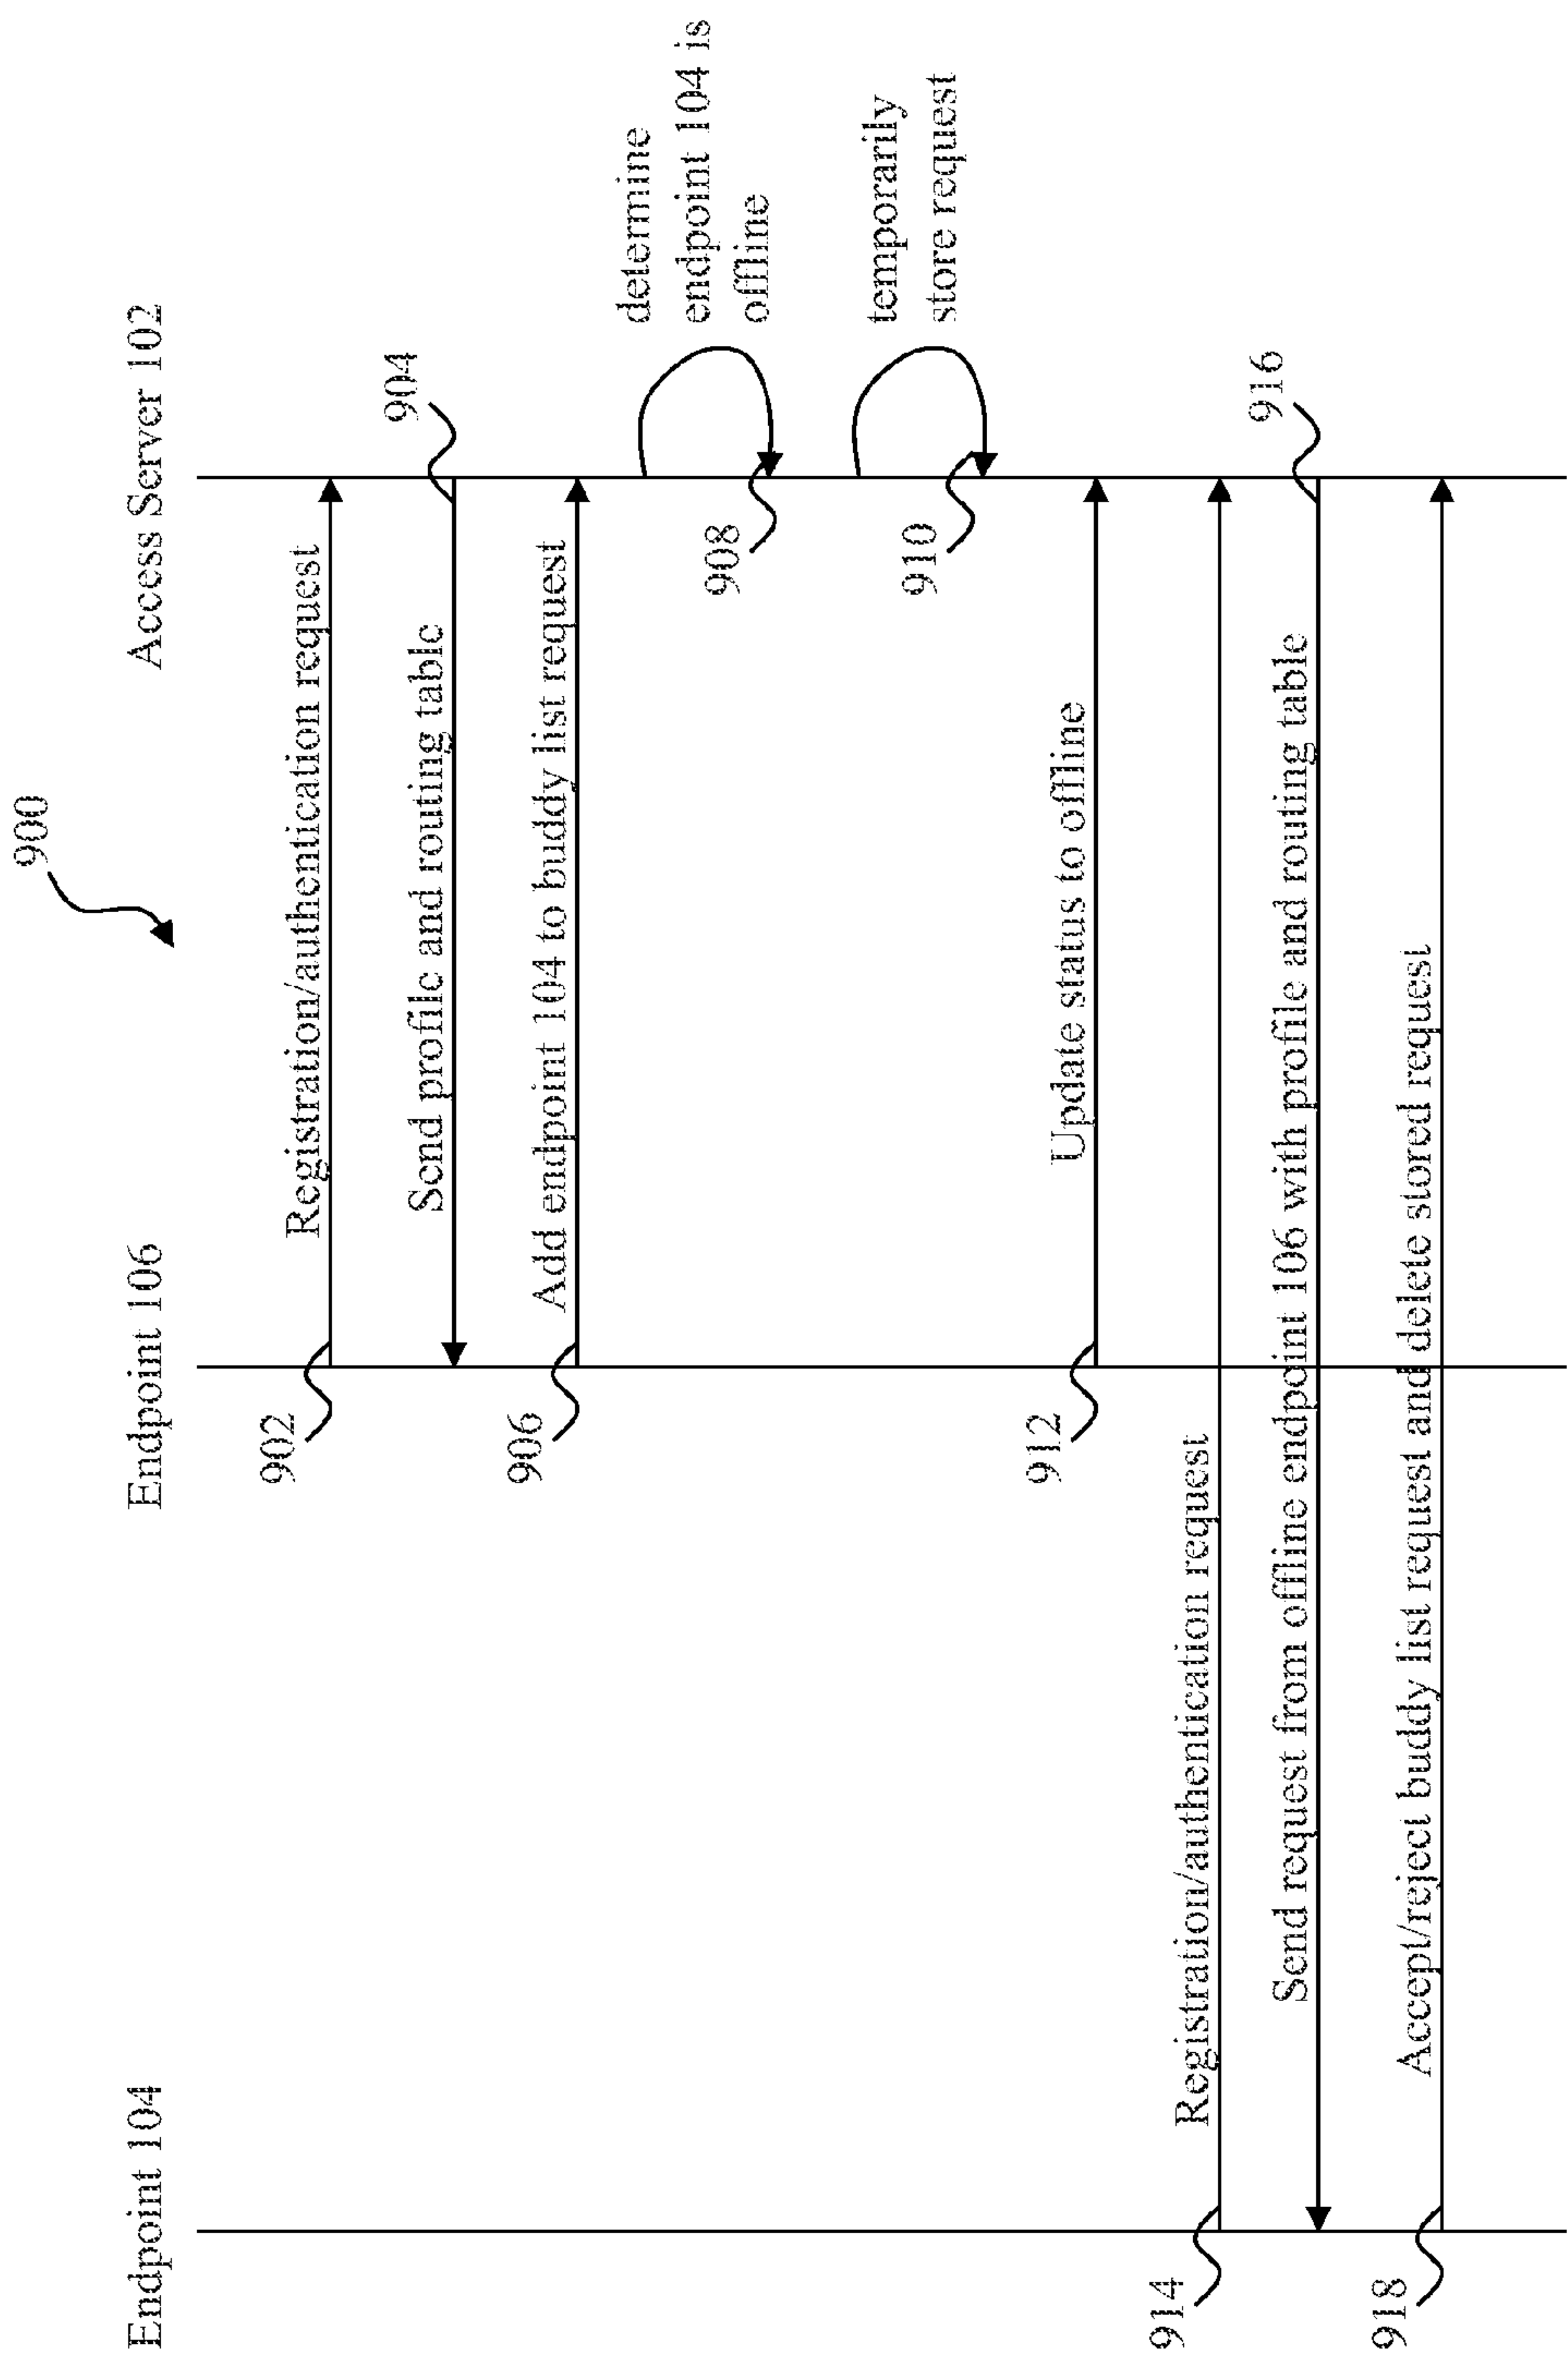 900
Endpoint 104
Endpoint 106
Access Server 102
902
Registration/authentication request
904
Send profile and routing table
906
Add endpoint 104 to buddy list request
determine
endpoint 104 is
offline
908
temporarily
store request
910
912
Update status to offline
914
Registration/authentication request
916
Send request from offline endpoint 106 with profile and routing table
918
Accept/reject buddy list request and delete stored request